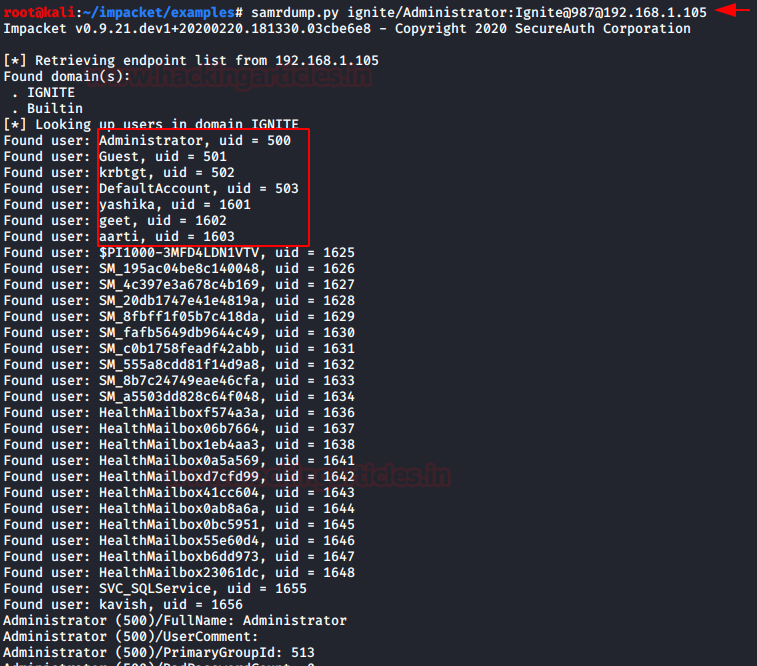 root@kali:~/impacket/examples# samrdump.py ignite/Administrator:Ignite@987@192.168.1.105
Impacket v0.9.21.dev1+20200220.181330.03cbe6e8 - Copyright 2020 SecureAuth Corporation
[*] Retrieving endpoint list from 192.168.1.105
www.hackingarticles.in
Found domain(s):
. IGNITE
. Builtin
[*] Looking up users in domain IGNITE
Found user: Administrator, uid = 500
Found user: Guest, uid = 501
Found user: krbtgt, uid = 502
Found user: DefaultAccount, uid = 503
Found user: yashika, uid = 1601
Found user: geet, uid = 1602
Found user: aarti, uid = 1603
Found user: $PI1000-3MFD4LDN1VTV, uid = 1625
Found user: SM_195ac04be8c140048, uid = 1626
Found user: SM_4c397e3a678c4b169, uid = 1627
Found user: SM_20db1747e41e4819a, uid = 1628
Found user: SM_8fbff1f05b7c418da, uid = 1629
Found user: SM_fafb5649db9644c49, uid = 1630
Found user: SM_c0b1758feadf42abb, uid = 1631
Found user: SM_555a8cdd81f14d9a8, uid = 1632
Found user: SM_8b7c24749eae46cfa, uid = 1633
Found user: SM_a5503dd828c64f048, uid = 1634
Found user: HealthMailboxf574a3a, uid = 1636
Found user: HealthMailbox06b7664, uid = 1637
Found user: HealthMailbox1eb4aa3, uid = 1638
Found user: HealthMailbox0a5a569, uid = 1641
Found user: HealthMailboxd7cfd99, uid = 1642
Found user: HealthMailbox41cc604, uid = 1643
Found user: HealthMailbox0ab8a6a, uid = 1644
Found user: HealthMailbox0bc5951, uid = 1645
Found user: HealthMailbox55e60d4, uid = 1646
Found user: HealthMailboxb6dd973, uid = 1647
Found user: HealthMailbox23061dc, uid = 1648
Found user: SVC_SQLService, uid = 1655
Found user: kavish, uid = 1656
Administrator (500)/FullName: Administrator
Administrator (500)/UserComment:
Administrator (500)/PrimaryGroupId: 513
Administrator (500)/BadPasswordCount: 0